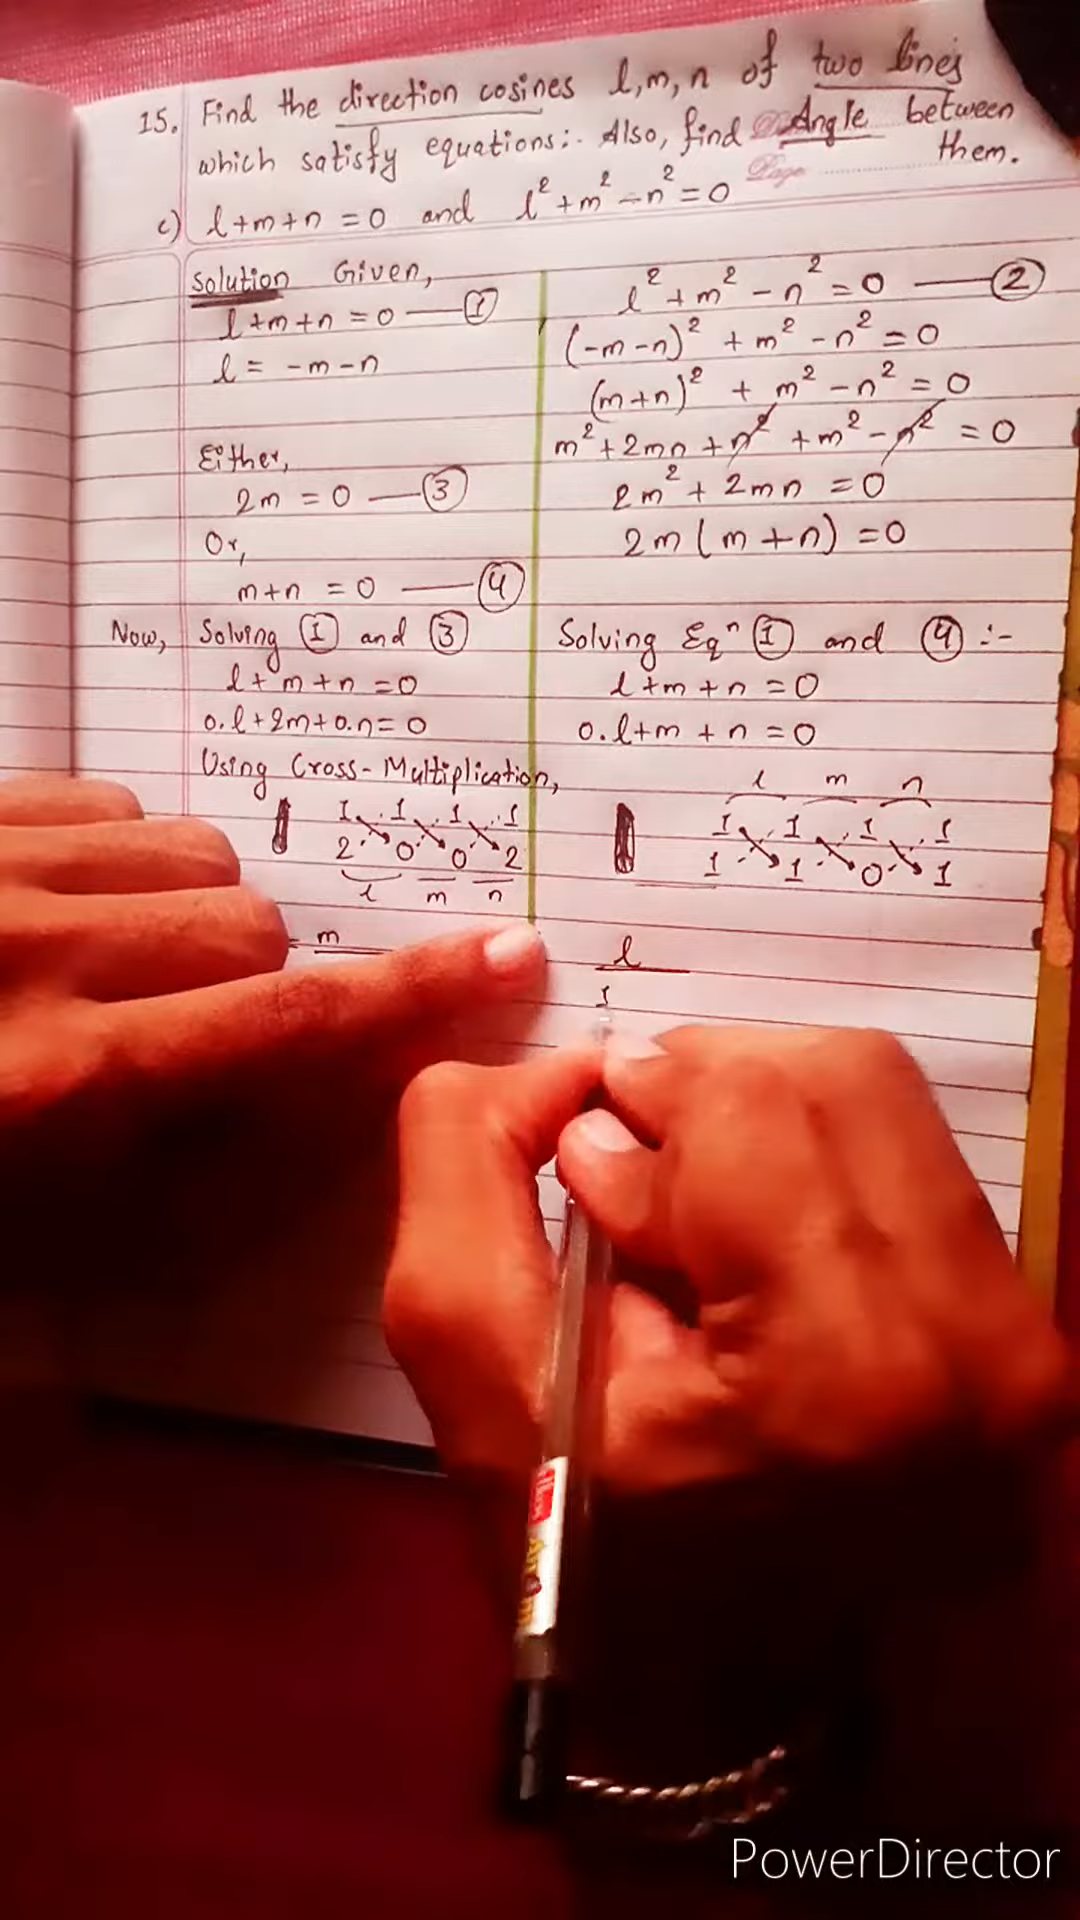 15. Find the direction cosines l, m, n of two lines
which satisfy equations:- Also, find Angle between them.
Page
c) l+m+n = 0 and l² + m² - n² = 0
Solution Given,
l+m+n = 0 — ①
l = -m-n
Either,
2m = 0 — ③
Or,
m+n = 0 — ④
l² + m² - n² = 0 — ②
(-m-n)² + m² - n² = 0
(m+n)² + m² - n² = 0
m² + 2mn + n² + m² - n² = 0
2m² + 2mn = 0
2m (m+n) = 0
Now, Solving ① and ③
l+m+n = 0
0.l+2m+0.n = 0
Using Cross-Multiplication,
1 1 1 1
2 0 0 2
l m n
= m
Solving Eqⁿ ① and ④ :-
l+m+n = 0
0.l+m+n = 0
l m n
1 1 1 1
1 1 0 1
l
1
PowerDirector